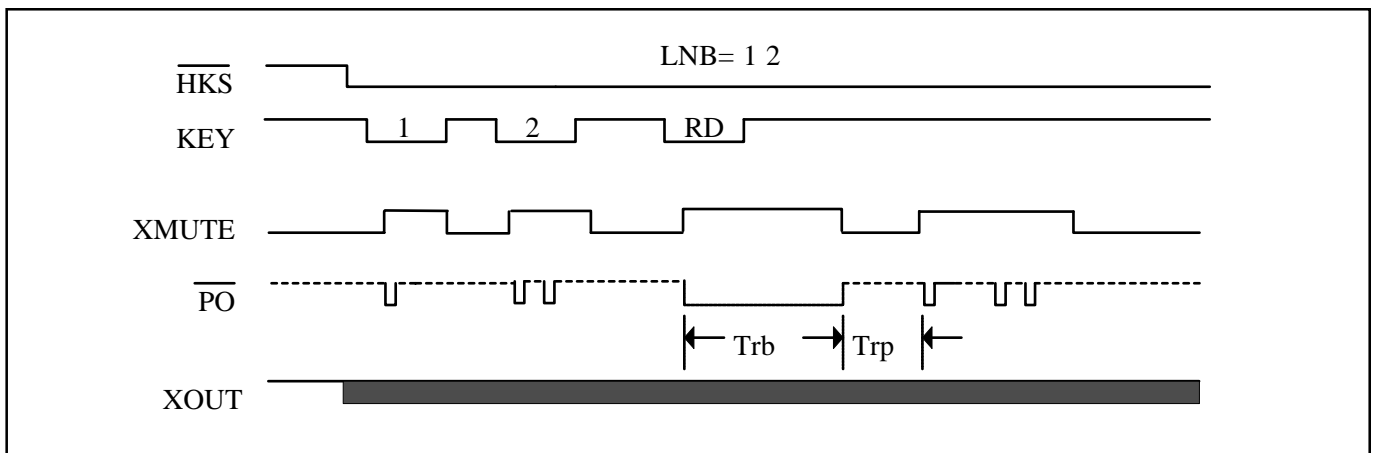 LNB= 1 2
HKS
KEY 1 2 RD
XMUTE
PO
Trb Trp
XOUT